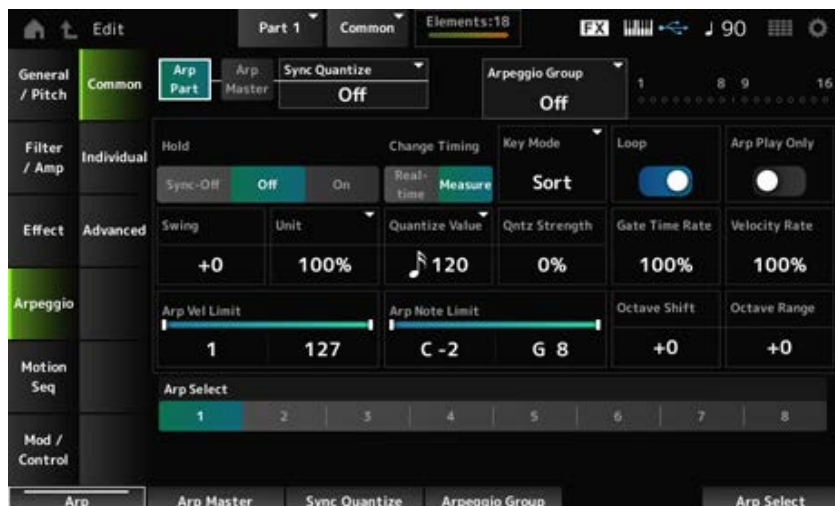 Edit
Part 1
Common
Elements:18
FX
90
General / Pitch
Common
Arp Part
Arp Master
Sync Quantize
Off
Arpeggio Group
Off
1 8 9 16
Filter / Amp
Individual
Hold
Sync-Off Off On
Change Timing
Real-time Measure
Key Mode
Sort
Loop
Arp Play Only
Effect
Advanced
Swing
+0
Unit
100%
Quantize Value
120
Qntz Strength
0%
Gate Time Rate
100%
Velocity Rate
100%
Arpeggio
Arp Vel Limit
1 127
Arp Note Limit
C -2 G 8
Octave Shift
+0
Octave Range
+0
Motion Seq
Arp Select
1 2 3 4 5 6 7 8
Mod / Control
Arp
Arp Master
Sync Quantize
Arpeggio Group
Arp Select